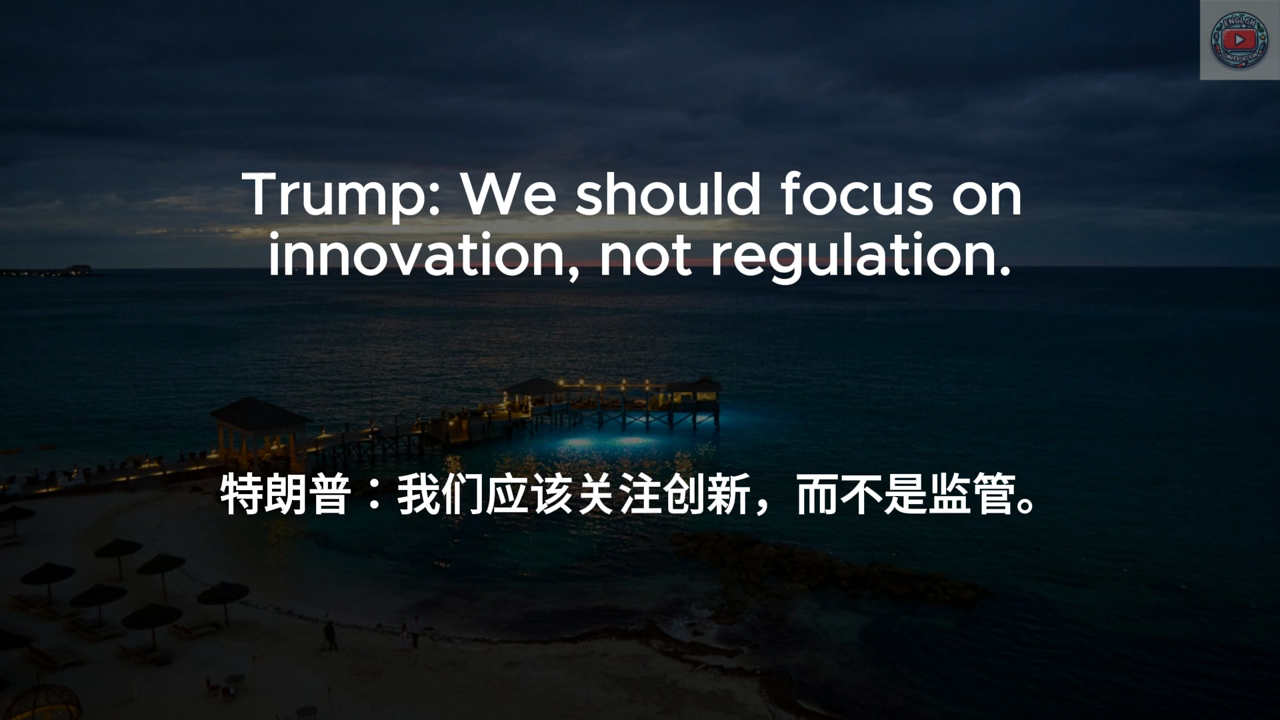 ENGLISH
Trump: We should focus on
innovation, not regulation.
特朗普：我们应该关注创新，而不是监管。